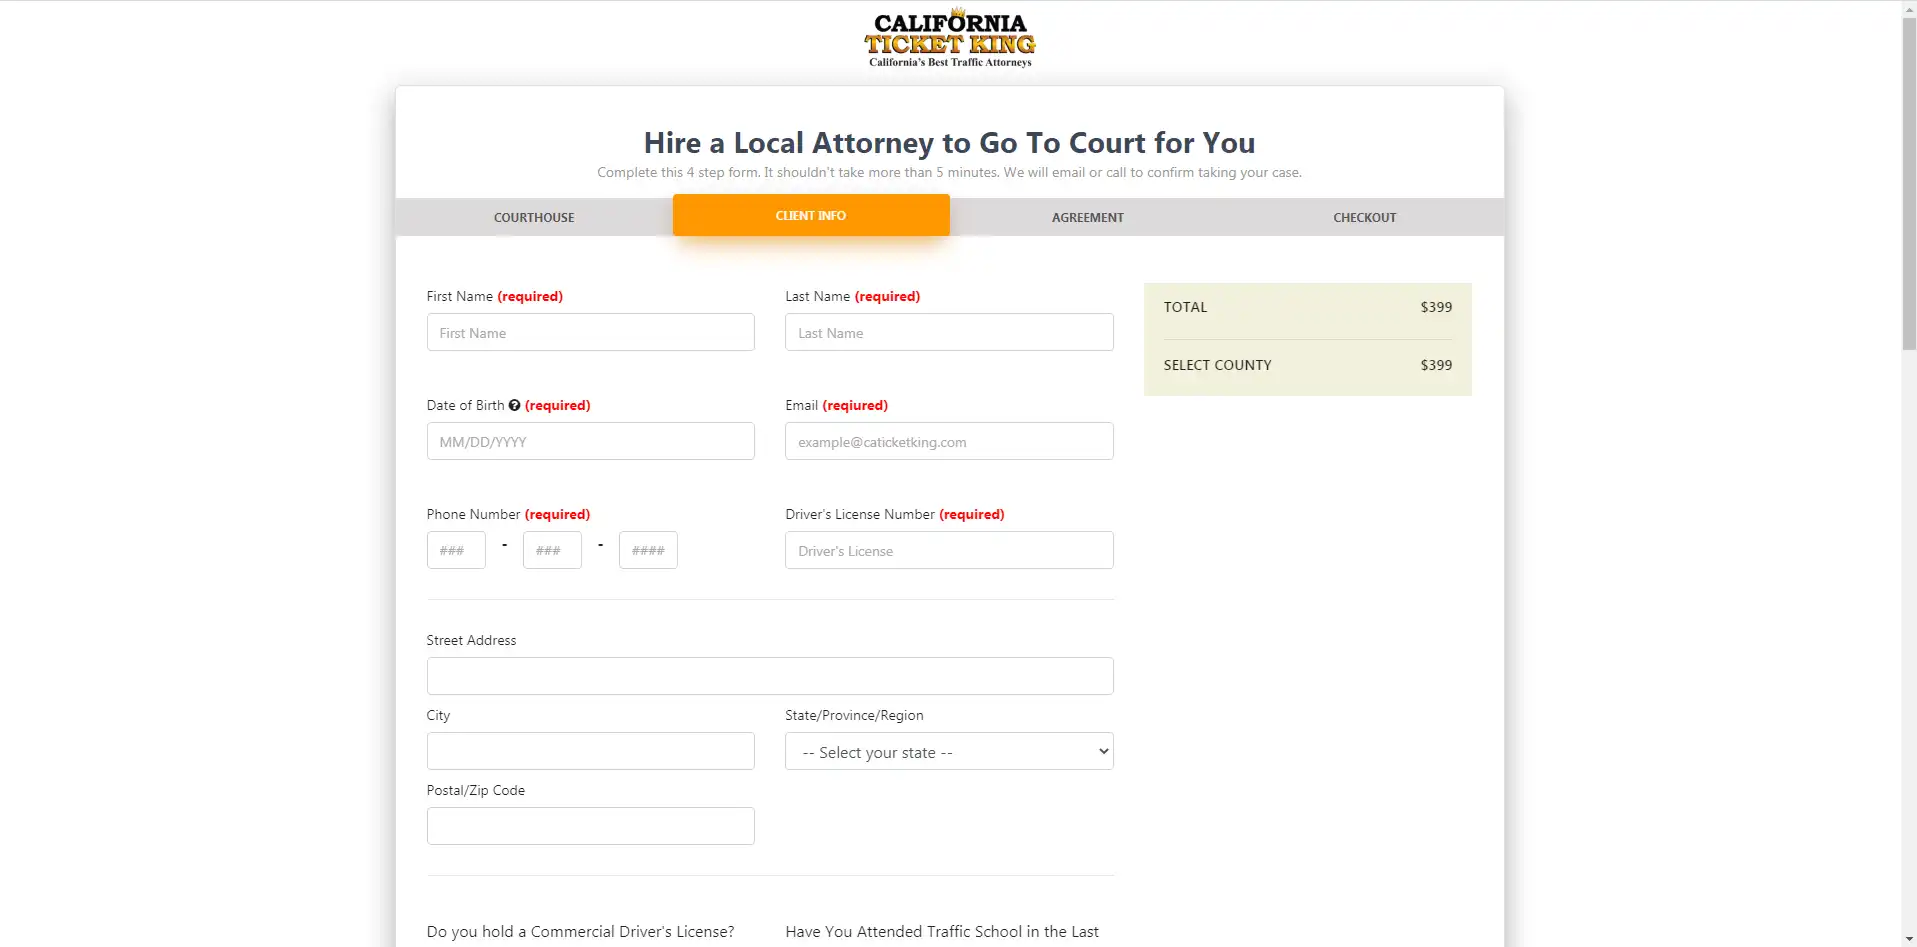 CALIFORNIA
TICKET KING
California's Best Traffic Attorneys
Hire a Local Attorney to Go To Court for You
Complete this 4 step form. It shouldn't take more than 5 minutes. We will email or call to confirm taking your case.
COURTHOUSE CLIENT INFO AGREEMENT CHECKOUT
First Name (required) Last Name (required)
First Name Last Name
TOTAL $399
SELECT COUNTY $399
Date of Birth (required) Email (reqiured)
MM/DD/YYYY example@caticketking.com
Phone Number (required) Driver's License Number (required)
### - ### - #### Driver's License
Street Address
City State/Province/Region
-- Select your state --
Postal/Zip Code
Do you hold a Commercial Driver's License? Have You Attended Traffic School in the Last